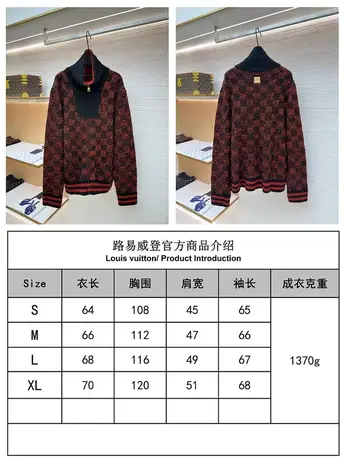 路易威登官方商品介绍
Louis vuitton/ Product Introduction
Size 衣长 胸围 肩宽 袖长 成衣克重
S 64 108 45 65
M 66 112 47 66
L 68 116 49 67
XL 70 120 51 68
1370g